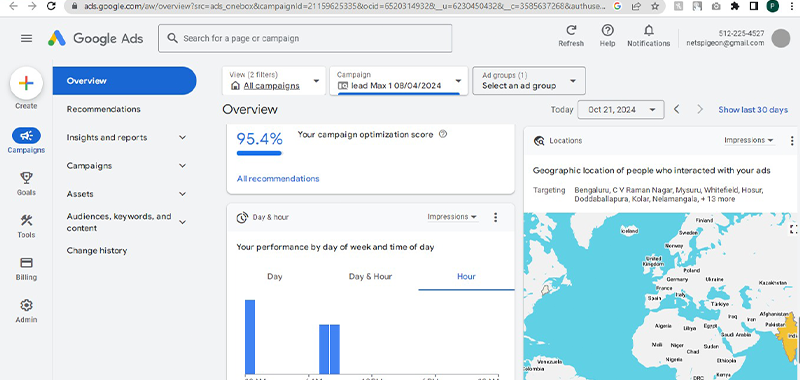 ads.google.com/aw/overview?src=ads_onebox&campaignId=21159625335&ocid=6520314932&__u=6230450432&__c=3585637268&authuse...
Google Ads
Search for a page or campaign
Refresh
Help
Notifications
512-225-4527
netspigeon@gmail.com
Create
Campaigns
Goals
Tools
Billing
Admin
Overview
Recommendations
Insights and reports
Campaigns
Assets
Audiences, keywords, and
content
Change history
View (2 filters)
All campaigns
Campaign
lead Max 1 08/04/2024
Ad groups (1)
Select an ad group
Overview
Today
Oct 21, 2024
Show last 30 days
95.4%
Your campaign optimization score
All recommendations
Day & hour
Impressions
Your performance by day of week and time of day
Day
Day & Hour
Hour
Locations
Impressions
Geographic location of people who interacted with your ads
Targeting
Bengaluru, C V Raman Nagar, Mysuru, Whitefield, Hosur,
Doddaballapura, Kolar, Nelamangala, + 13 more
Iceland
Finland
Sweden
Norway
United
Kingdom
Poland
Germany
Ukraine
Kazakhstan
France
Italy
Spain
Türkiye
Iraq
Iran
Afghanistan
Pakistan
India
Algeria
Libya
Egypt
Saudi Arabia
Mali
Niger
Sudan
Chad
Nigeria
Ethiopia
Venezuela
Colombia
DRC
Kenya